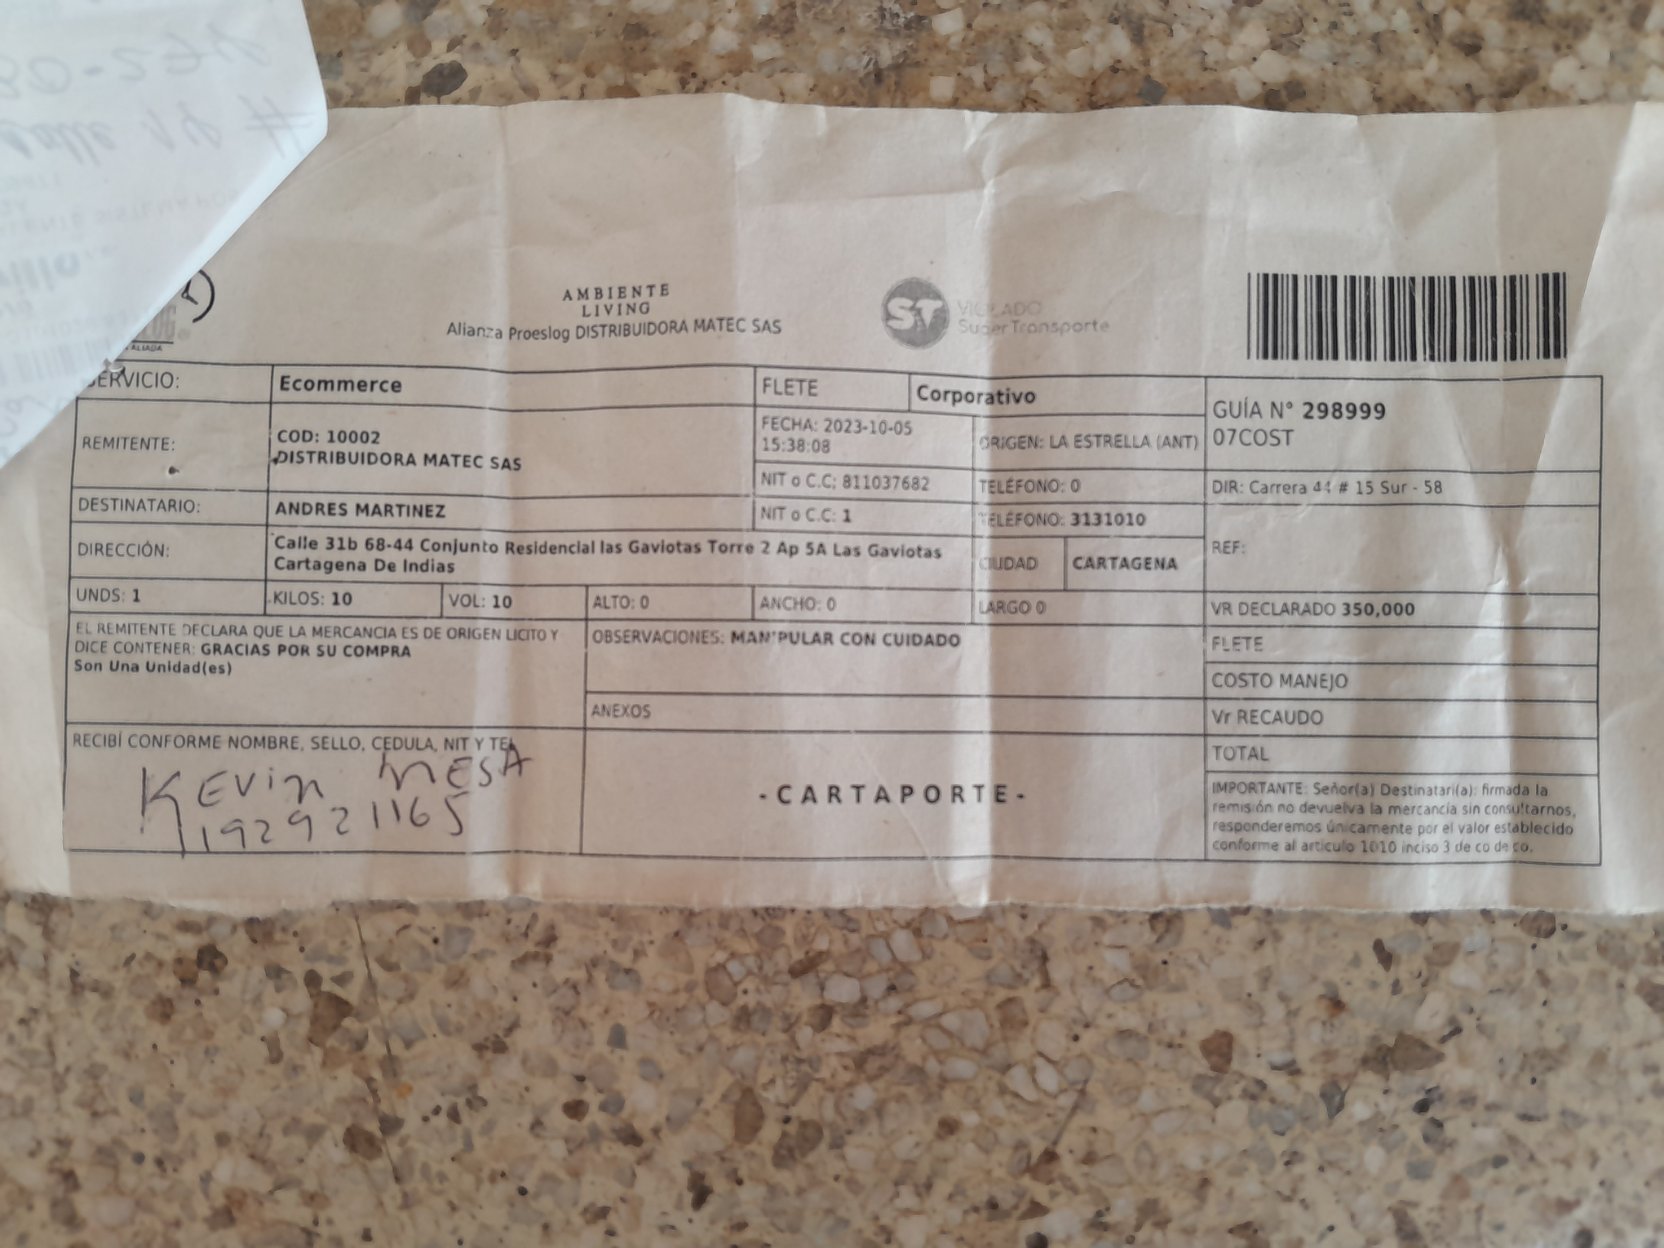 AMBIENTE
LIVING
Alianza Proeslog DISTRIBUIDORA MATEC SAS
ST VIGILADO
SuperTransporte
ALIADA
SERVICIO: Ecommerce FLETE Corporativo
GUÍA N° 298999
07COST
REMITENTE: COD: 10002
DISTRIBUIDORA MATEC SAS
FECHA: 2023-10-05
15:38:08
ORIGEN: LA ESTRELLA (ANT)
NIT o C.C: 811037682 TELÉFONO: 0 DIR: Carrera 44 # 15 Sur - 58
DESTINATARIO: ANDRES MARTINEZ NIT o C.C: 1 TELÉFONO: 3131010
REF:
DIRECCIÓN: Calle 31b 68-44 Conjunto Residencial las Gaviotas Torre 2 Ap 5A Las Gaviotas
Cartagena De Indias
CIUDAD CARTAGENA
UNDS: 1 KILOS: 10 VOL: 10 ALTO: 0 ANCHO: 0 LARGO 0 VR DECLARADO 350,000
EL REMITENTE DECLARA QUE LA MERCANCIA ES DE ORIGEN LICITO Y
DICE CONTENER: GRACIAS POR SU COMPRA
Son Una Unidad(es)
OBSERVACIONES: MANIPULAR CON CUIDADO
FLETE
COSTO MANEJO
ANEXOS
Vr RECAUDO
TOTAL
RECIBÍ CONFORME NOMBRE, SELLO, CEDULA, NIT Y TEL
KEVin MESA
1192921165
-CARTAPORTE-
IMPORTANTE: Señor(a) Destinatari(a): firmada la
remisión no devuelva la mercancía sin consultarnos,
responderemos únicamente por el valor establecido
conforme al articulo 1010 inciso 3 de co de co.